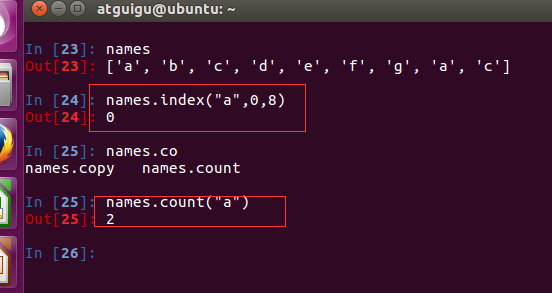 atguigu@ubuntu: ~
In [23]: names
Out[23]: ['a', 'b', 'c', 'd', 'e', 'f', 'g', 'a', 'c']
In [24]: names.index("a",0,8)
Out[24]: 0
In [25]: names.co
names.copy   names.count
In [25]: names.count("a")
Out[25]: 2
In [26]: